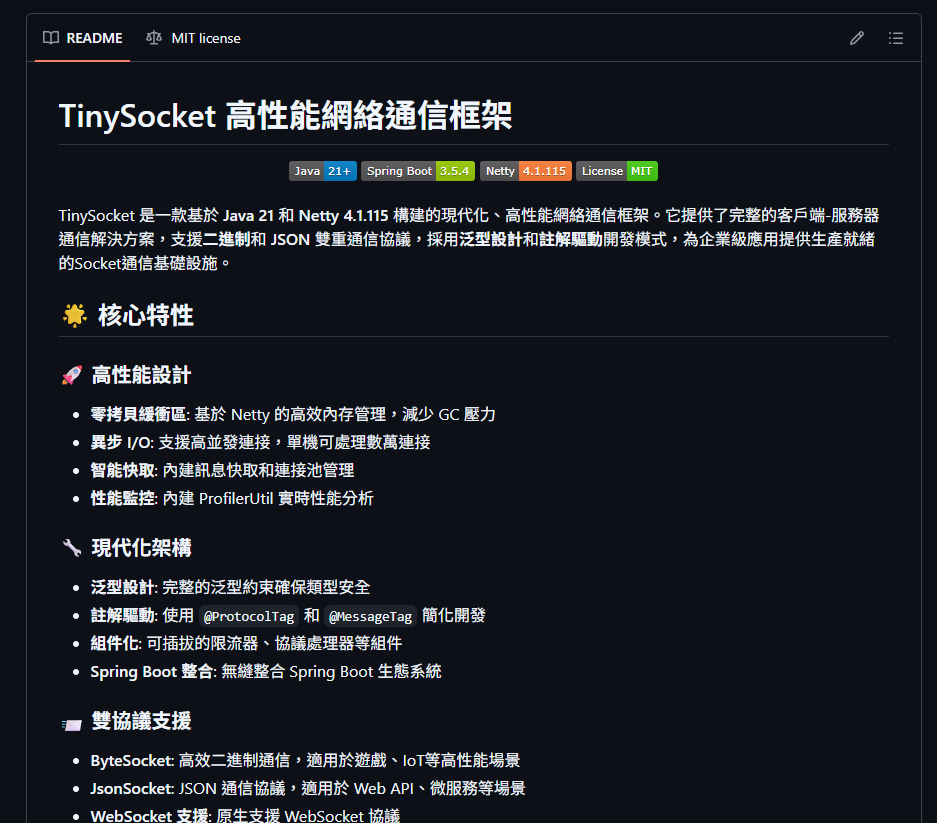 README MIT license
TinySocket 高性能網絡通信框架
Java 21+ Spring Boot 3.5.4 Netty 4.1.115 License MIT
TinySocket 是一款基於 Java 21 和 Netty 4.1.115 構建的現代化、高性能網絡通信框架。它提供了完整的客戶端-服務器
通信解決方案，支援二進制和 JSON 雙重通信協議，採用泛型設計和註解驅動開發模式，為企業級應用提供生產就緒
的Socket通信基礎設施。
🌟 核心特性
🚀 高性能設計
• 零拷貝緩衝區: 基於 Netty 的高效內存管理，減少 GC 壓力
• 異步 I/O: 支援高並發連接，單機可處理數萬連接
• 智能快取: 內建訊息快取和連接池管理
• 性能監控: 內建 ProfilerUtil 實時性能分析
🔧 現代化架構
• 泛型設計: 完整的泛型約束確保類型安全
• 註解驅動: 使用 @ProtocolTag 和 @MessageTag 簡化開發
• 組件化: 可插拔的限流器、協議處理器等組件
• Spring Boot 整合: 無縫整合 Spring Boot 生態系統
📨 雙協議支援
• ByteSocket: 高效二進制通信，適用於遊戲、IoT等高性能場景
• JsonSocket: JSON 通信協議，適用於 Web API、微服務等場景
• WebSocket 支援: 原生支援 WebSocket 協議